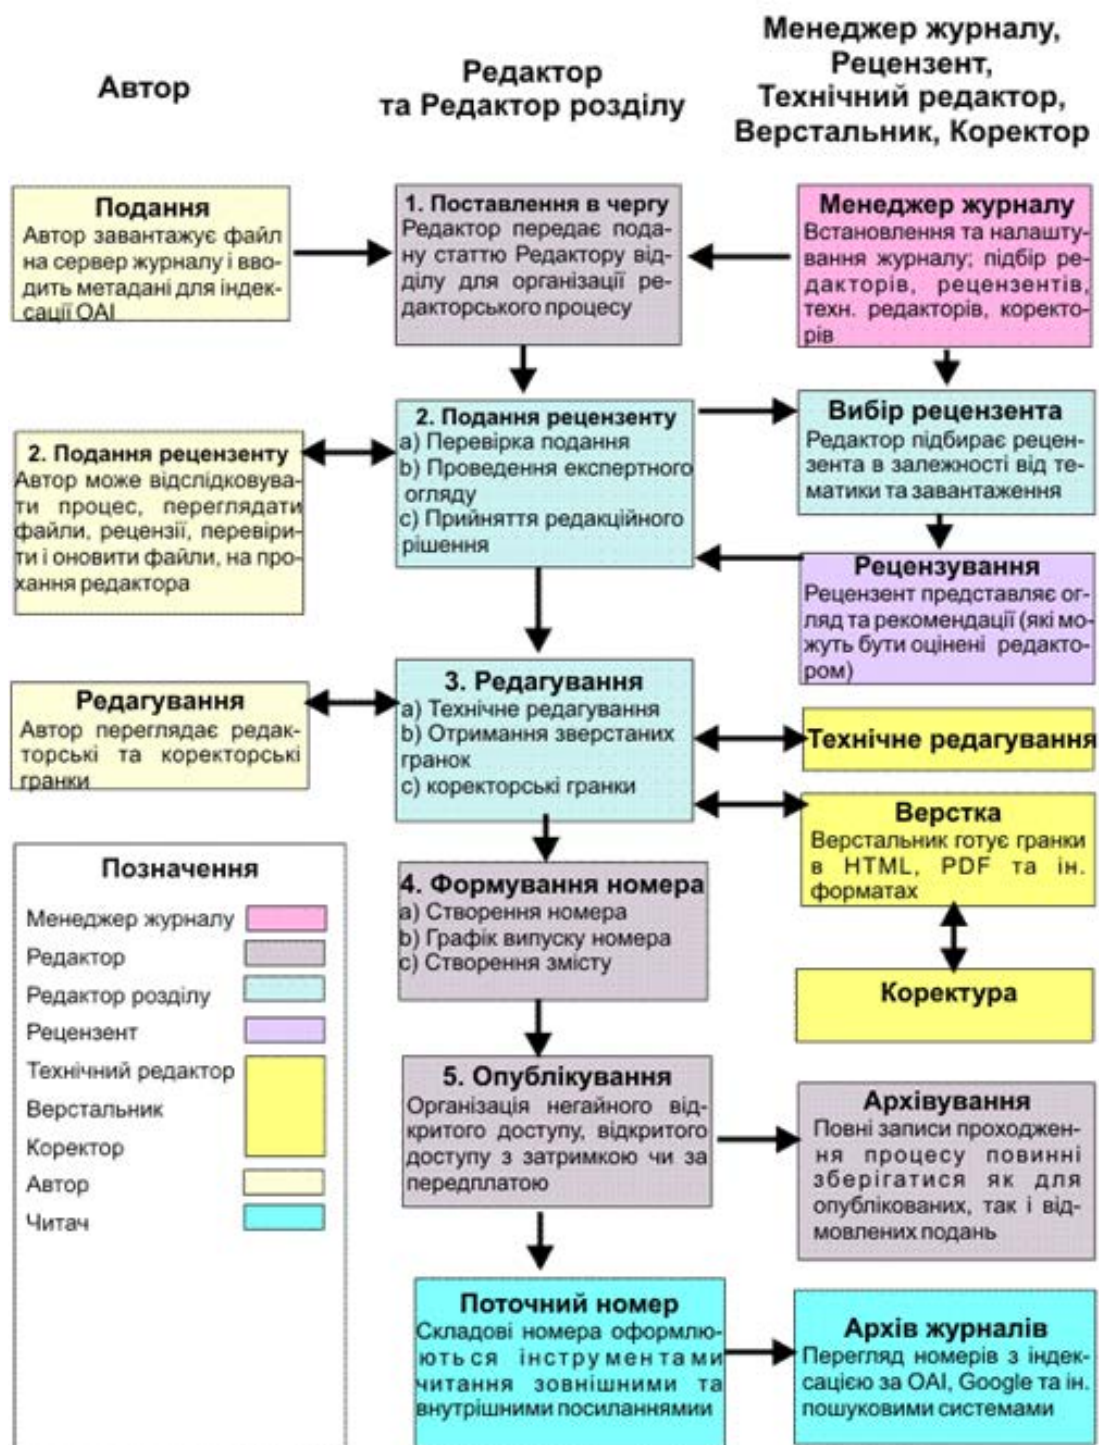 Автор
Редактор
та Редактор розділу
Менеджер журналу,
Рецензент,
Технічний редактор,
Верстальник, Коректор
Подання
Автор завантажує файл
на сервер журналу і вво-
дить метадані для індек-
сації OAI
1. Поставлення в чергу
Редактор передає пода-
ну статтю Редактору від-
ділу для організації ре-
дакторського процесу
Менеджер журналу
Встановлення та налашту-
вання журналу; підбір ре-
дакторів, рецензентів,
техн. редакторів, коректо-
рів
2. Подання рецензенту
Автор може відслідковува-
ти процес, переглядати
файли, рецензії, перевіри-
ти і оновити файли, на про-
хання редактора
2. Подання рецензенту
a) Перевірка подання
b) Проведення експертного
огляду
c) Прийняття редакційного
рішення
Вибір рецензента
Редактор підбирає рецен-
зента в залежності від те-
матики та завантаження
Рецензування
Рецензент представляє ог-
ляд та рекомендації (які мо-
жуть бути оцінені редакто-
ром)
Редагування
Автор переглядає редак-
торські та коректорські
гранки
3. Редагування
a) Технічне редагування
b) Отримання зверстаних
гранок
c) коректорські гранки
Технічне редагування
Верстка
Верстальник готує гранки
в HTML, PDF та ін.
форматах
Коректура
4. Формування номера
a) Створення номера
b) Графік випуску номера
c) Створення змісту
5. Опублікування
Організація негайного від-
критого доступу, відкритого
доступу з затримкою чи за
передплатою
Архівування
Повні записи проходжен-
ня процесу повинні
зберігатися як для
опублікованих, так і від-
мовлених подань
Поточний номер
Складові номера оформлю-
ються інструментами
читання зовнішними та
внутрішними посиланнямии
Архів журналів
Перегляд номерів з індек-
сацією за OAI, Google та ін.
пошуковими системами
Позначення
Менеджер журналу
Редактор
Редактор розділу
Рецензент
Технічний редактор
Верстальник
Коректор
Автор
Читач